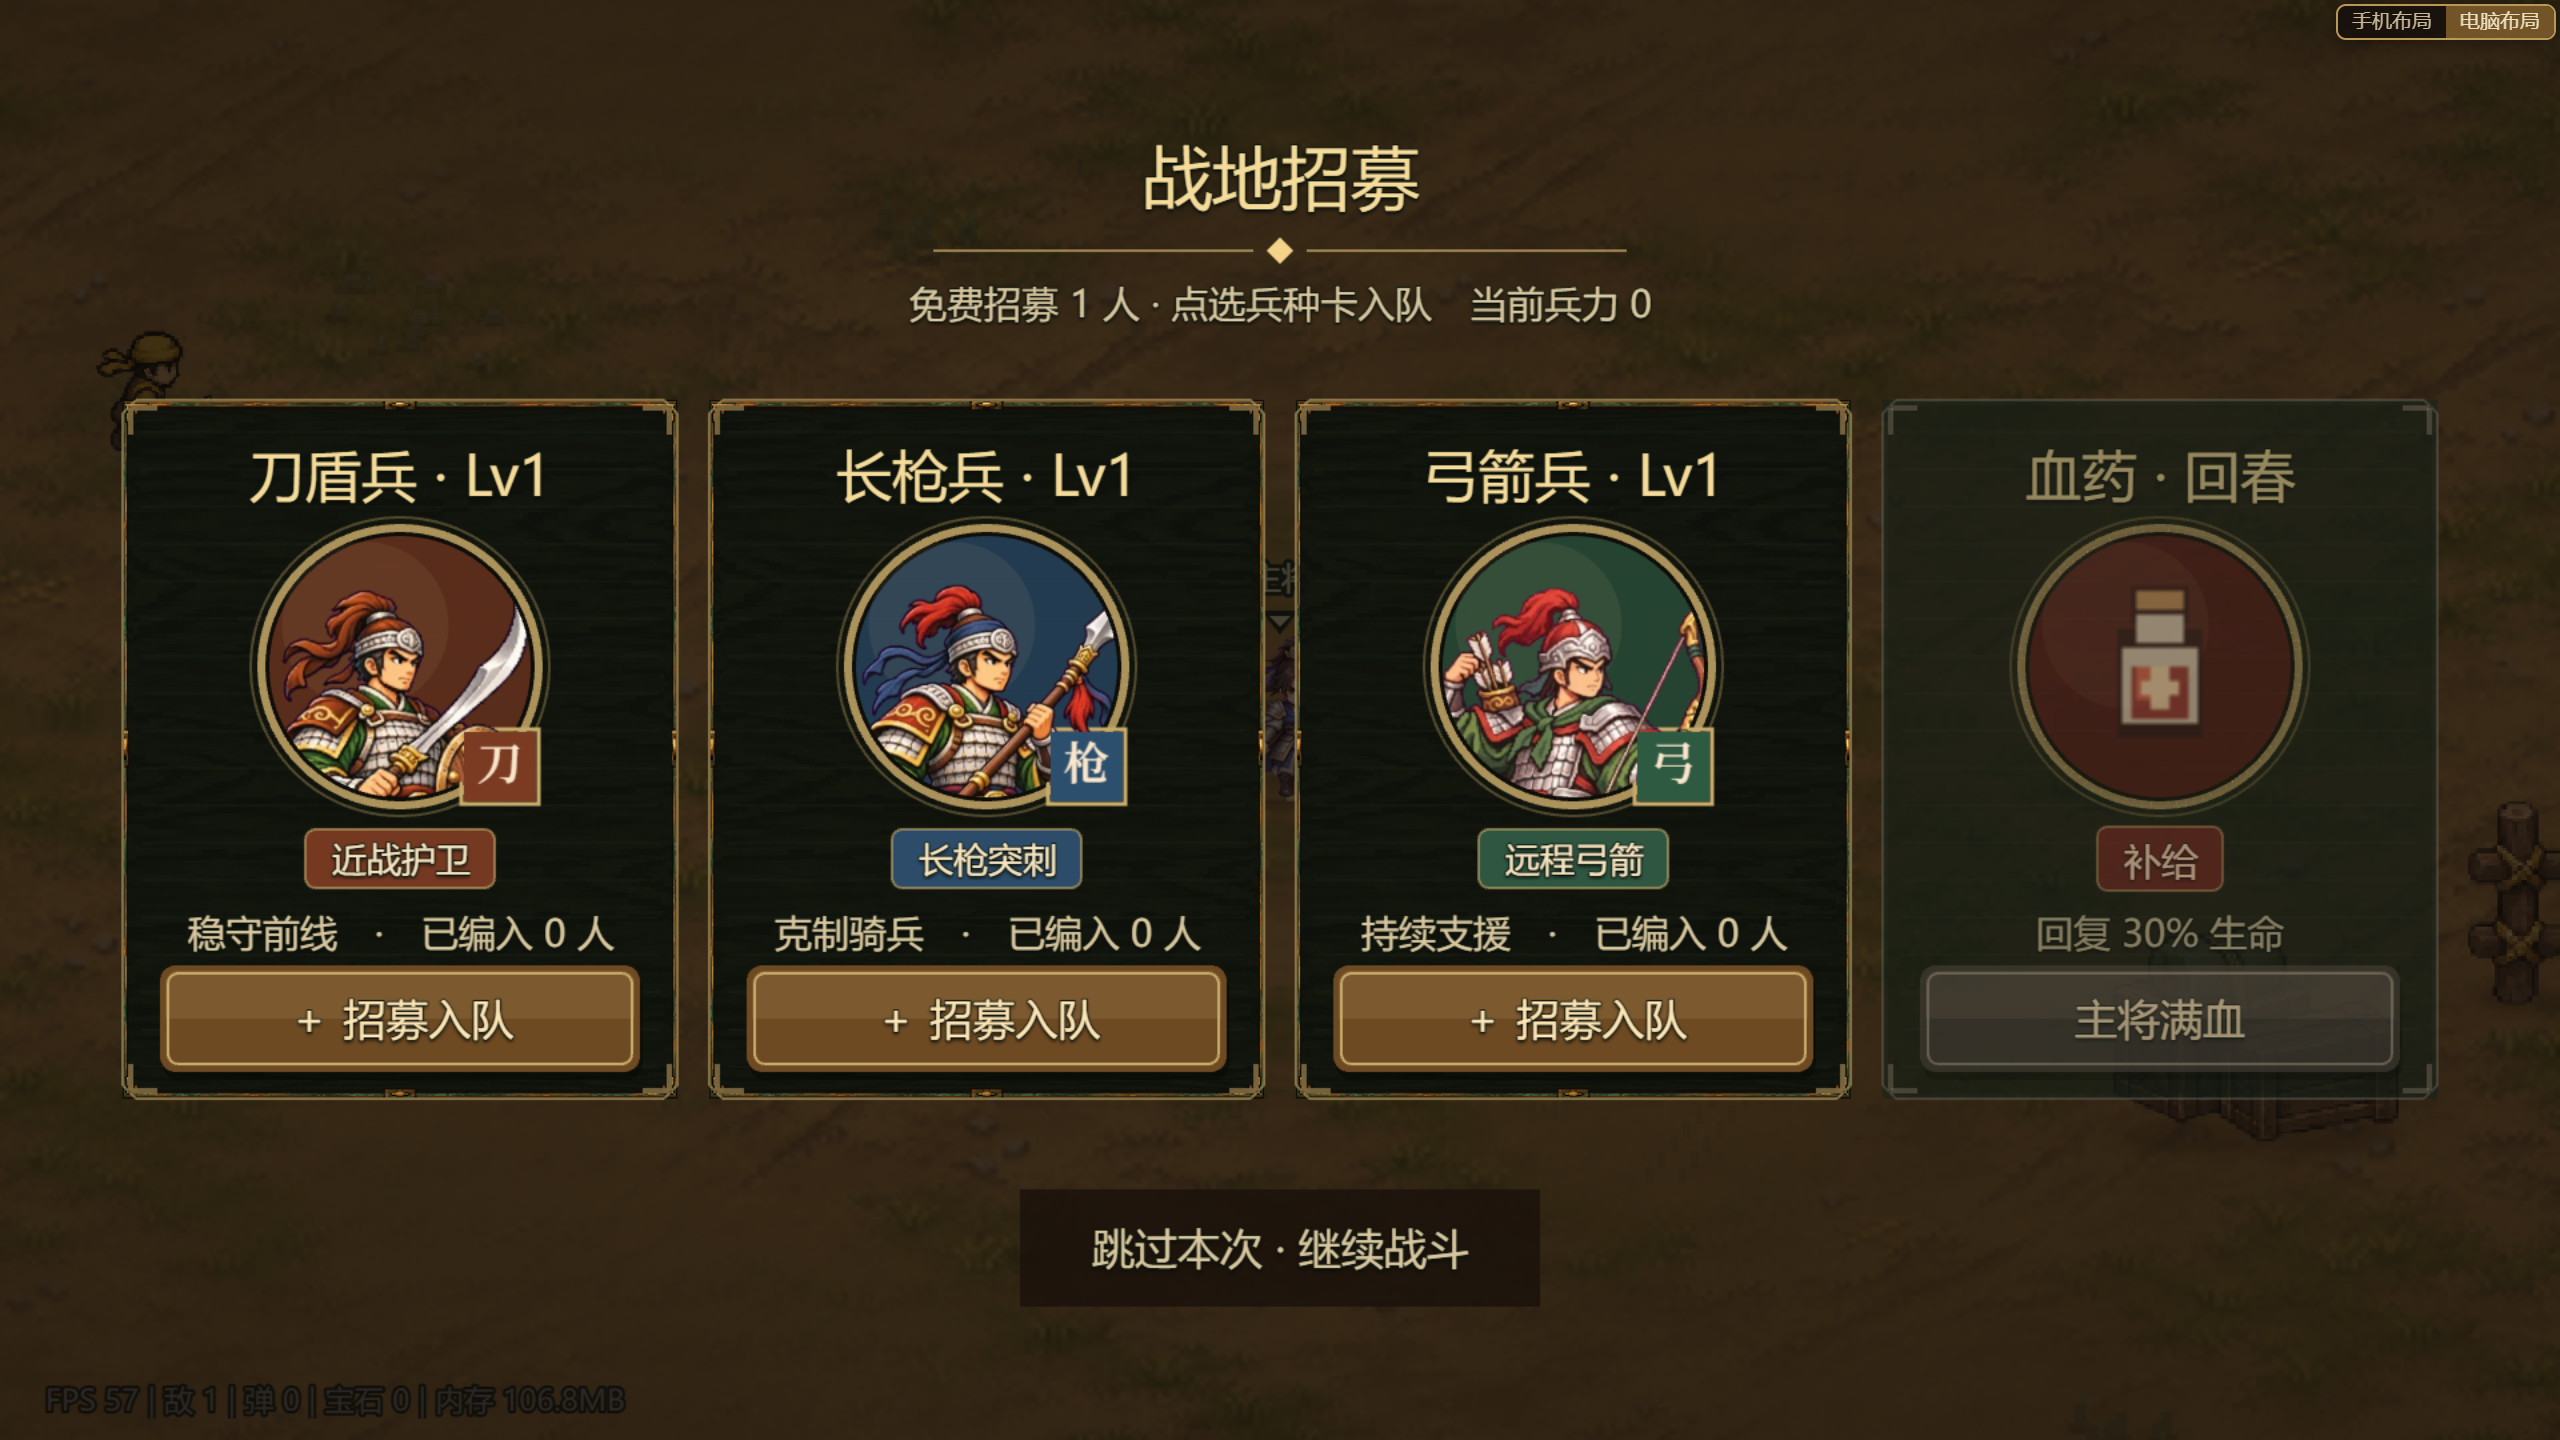 手机布局 电脑布局
战地招募
免费招募 1 人 · 点选兵种卡入队 当前兵力 0
刀盾兵 · Lv1
刀
近战护卫
稳守前线 · 已编入 0 人
+ 招募入队
长枪兵 · Lv1
枪
长枪突刺
克制骑兵 · 已编入 0 人
+ 招募入队
弓箭兵 · Lv1
弓
远程弓箭
持续支援 · 已编入 0 人
+ 招募入队
血药 · 回春
补给
回复 30% 生命
主将满血
跳过本次 · 继续战斗
FPS 57 | 敌 1 | 弹 0 | 宝石 0 | 内存 106.8MB